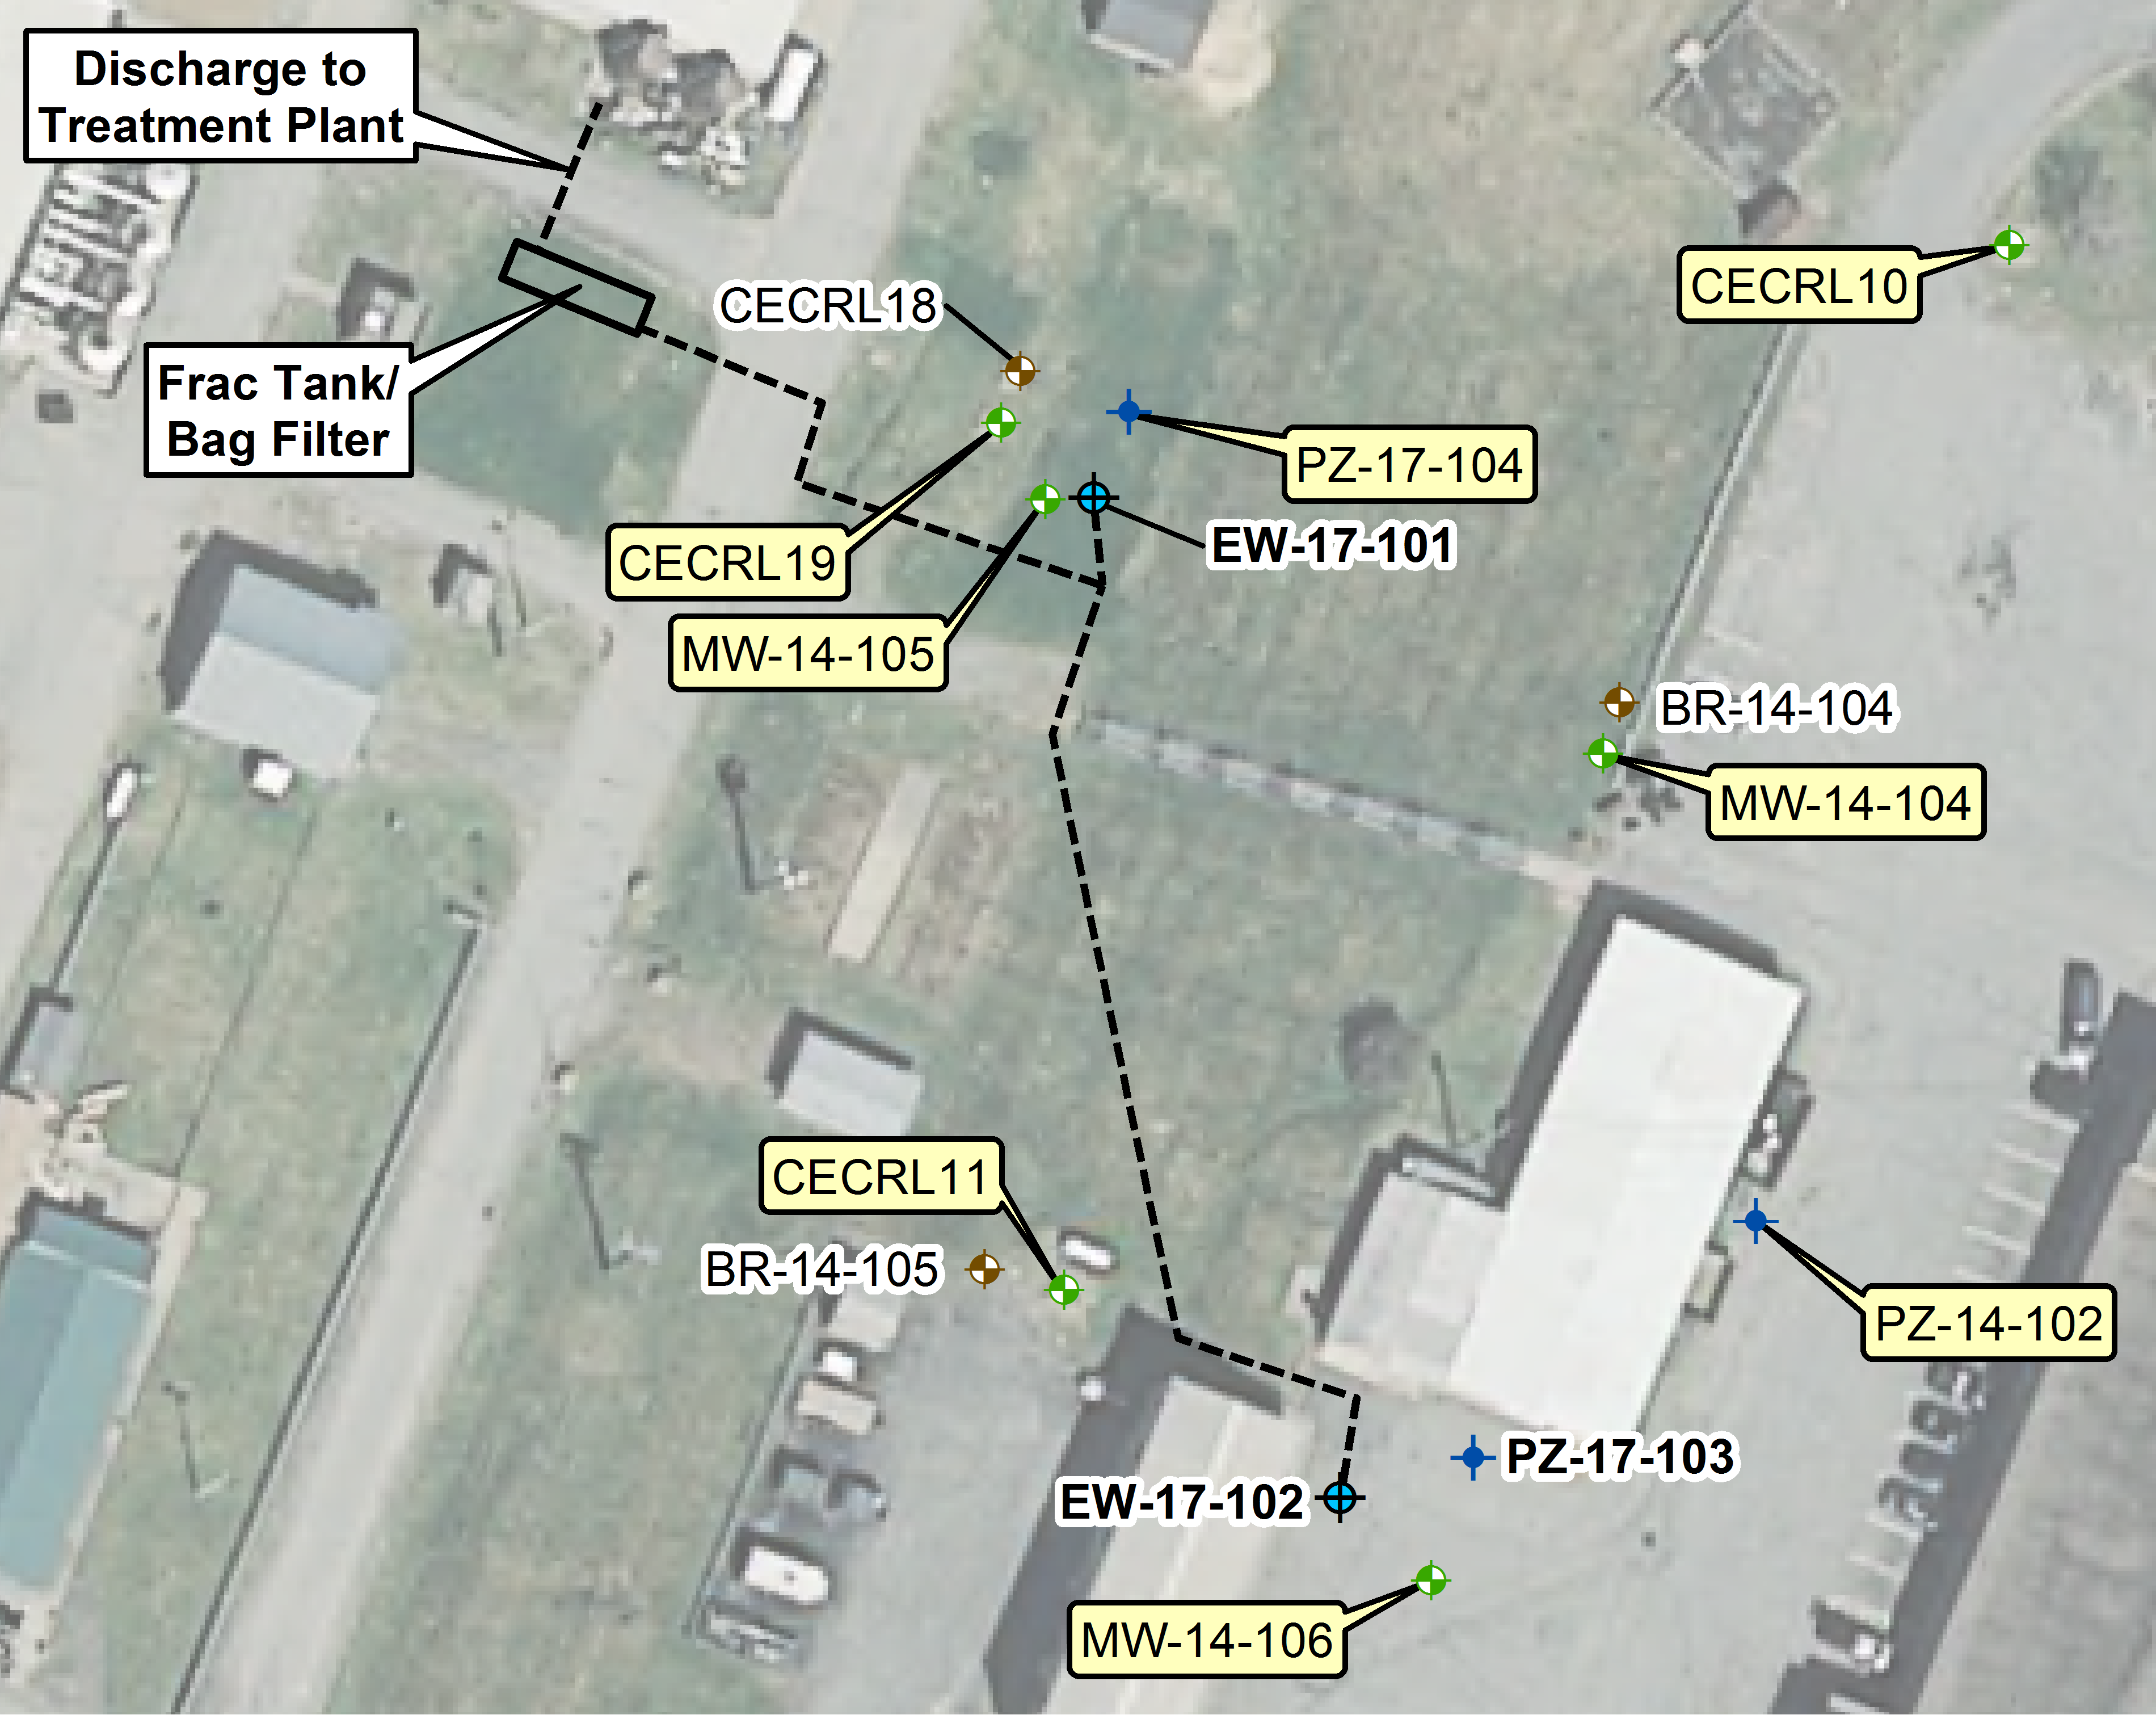 Discharge to
Treatment Plant
CECRL10
CECRL18
Frac Tank/
Bag Filter
PZ-17-104
EW-17-101
CECRL19
MW-14-105
BR-14-104
MW-14-104
CECRL11
BR-14-105
PZ-14-102
PZ-17-103
EW-17-102
MW-14-106